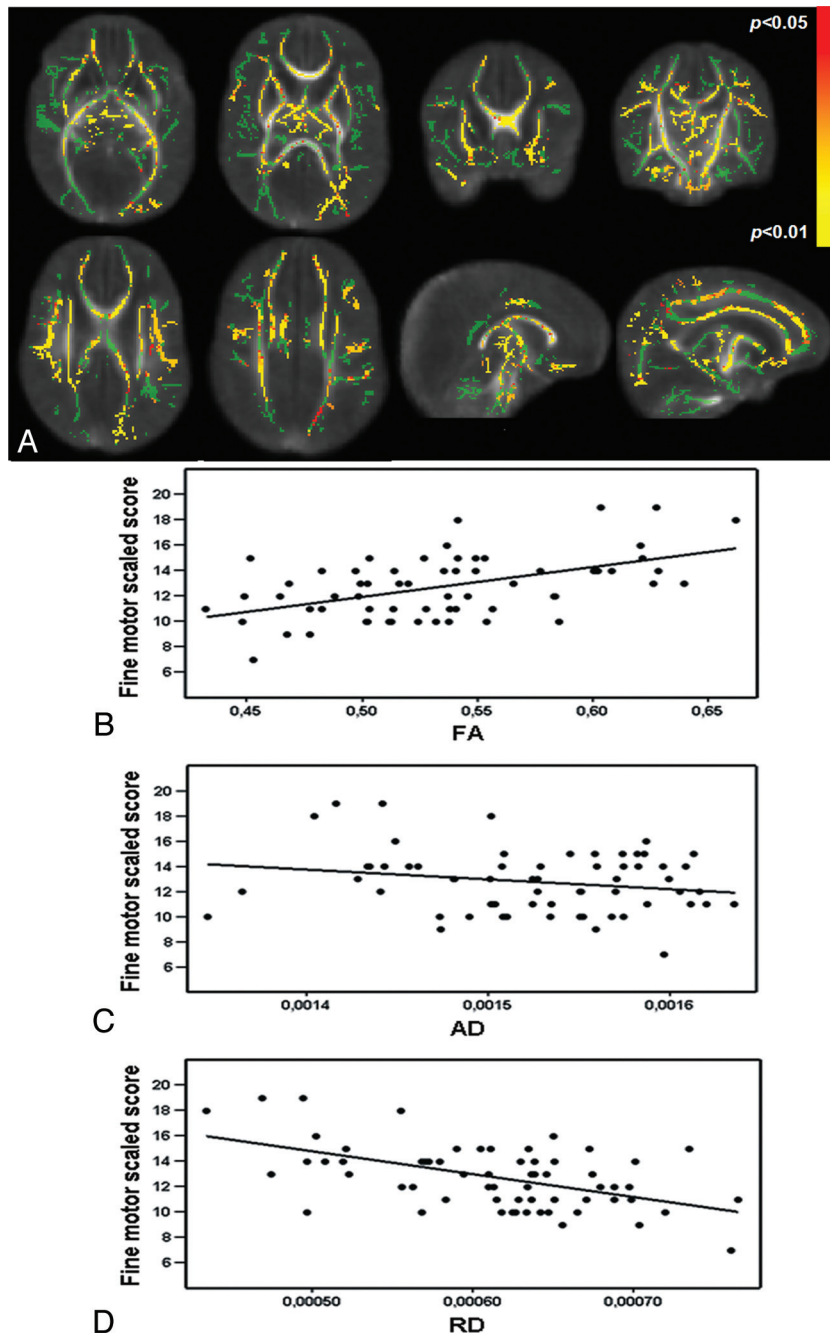 p<0.05
p<0.01
A
Fine motor scaled score
20
18
16
14
12
10
8
6
0,45
0,50
0,55
0,60
0,65
FA
B
Fine motor scaled score
20
18
16
14
12
10
8
6
0,0014
0,0015
0,0016
AD
C
Fine motor scaled score
20
18
16
14
12
10
8
6
0,00050
0,00060
0,00070
RD
D